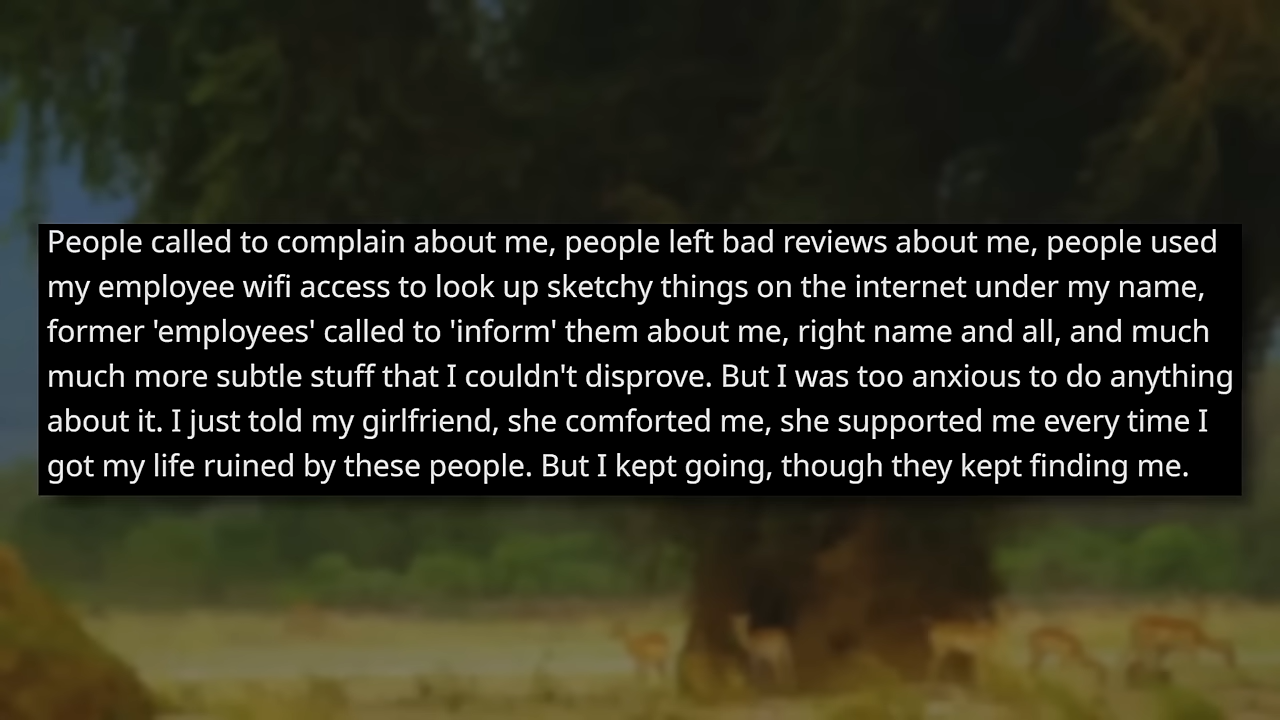 People called to complain about me, people left bad reviews about me, people used
my employee wifi access to look up sketchy things on the internet under my name,
former 'employees' called to 'inform' them about me, right name and all, and much
much more subtle stuff that I couldn't disprove. But I was too anxious to do anything
about it. I just told my girlfriend, she comforted me, she supported me every time I
got my life ruined by these people. But I kept going, though they kept finding me.